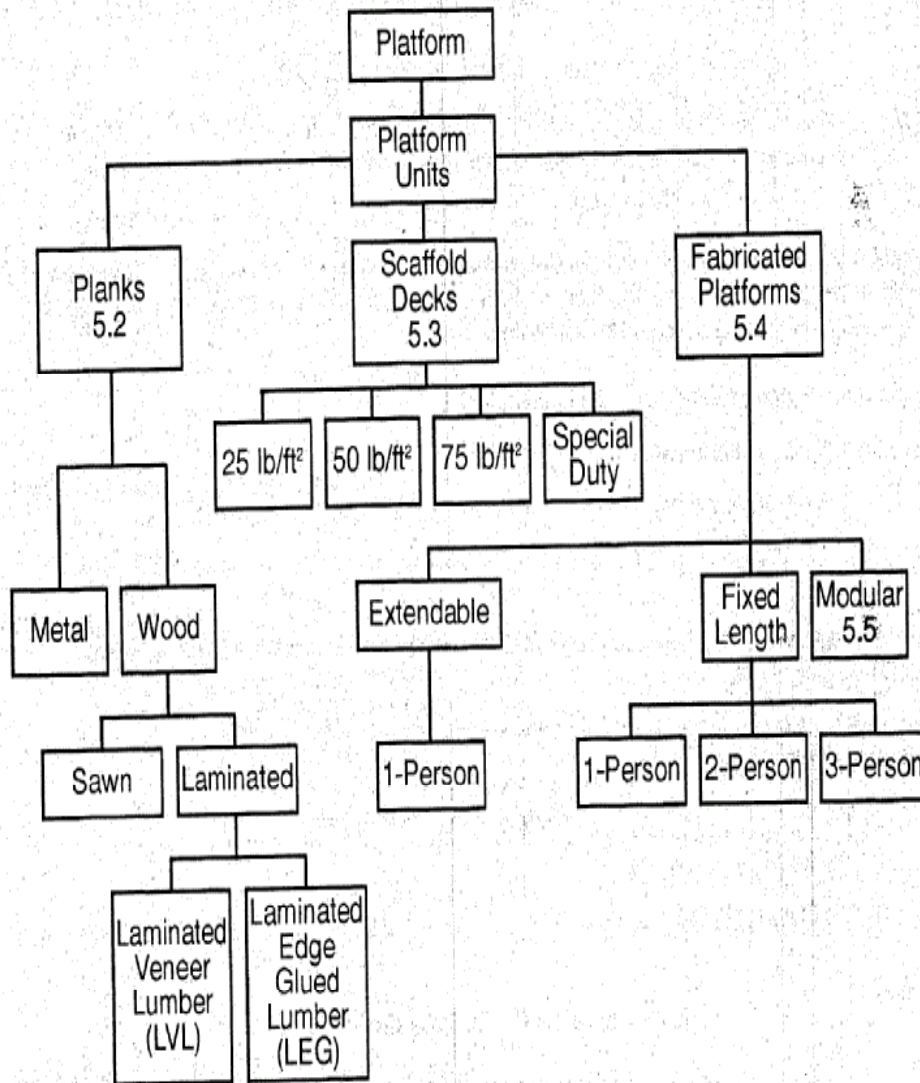 Platform
Platform
Units
Planks
5.2
Scaffold
Decks
5.3
Fabricated
Platforms
5.4
25 lb/ft²
50 lb/ft²
75 lb/ft²
Special
Duty
Metal
Wood
Extendable
Fixed
Length
Modular
5.5
Sawn
Laminated
1-Person
1-Person
2-Person
3-Person
Laminated
Veneer
Lumber
(LVL)
Laminated
Edge
Glued
Lumber
(LEG)